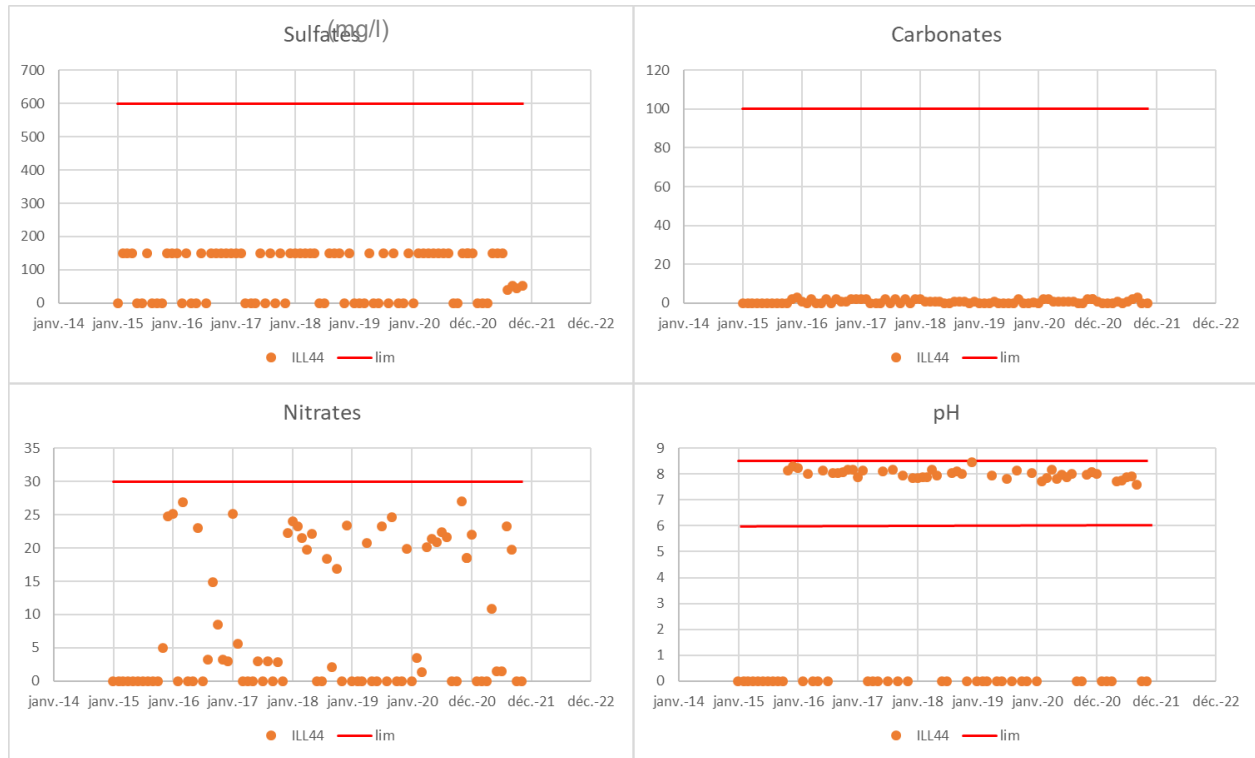 (mg/l)
Sulfates
700
600
500
400
300
200
100
0
janv.-14 janv.-15 janv.-16 janv.-17 janv.-18 janv.-19 janv.-20 déc.-20 déc.-21 déc.-22
ILL44 lim
Carbonates
120
100
80
60
40
20
0
janv.-14 janv.-15 janv.-16 janv.-17 janv.-18 janv.-19 janv.-20 déc.-20 déc.-21 déc.-22
ILL44 lim
Nitrates
35
30
25
20
15
10
5
0
janv.-14 janv.-15 janv.-16 janv.-17 janv.-18 janv.-19 janv.-20 déc.-20 déc.-21 déc.-22
ILL44 lim
pH
9
8
7
6
5
4
3
2
1
0
janv.-14 janv.-15 janv.-16 janv.-17 janv.-18 janv.-19 janv.-20 déc.-20 déc.-21 déc.-22
ILL44 lim